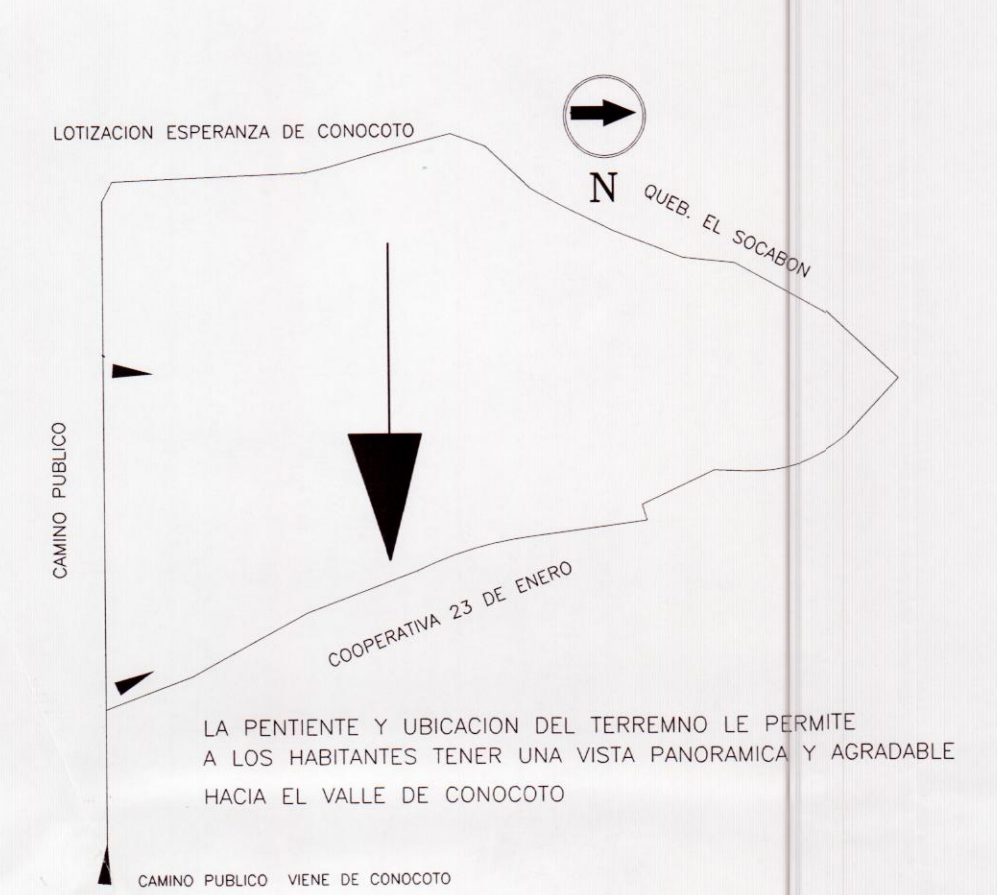 LOTIZACION ESPERANZA DE CONOCOTO
N
QUEB. EL SOCABON
CAMINO PUBLICO
COOPERATIVA 23 DE ENERO
LA PENTIENTE Y UBICACION DEL TERREMNO LE PERMITE
A LOS HABITANTES TENER UNA VISTA PANORAMICA Y AGRADABLE
HACIA EL VALLE DE CONOCOTO
CAMINO PUBLICO VIENE DE CONOCOTO